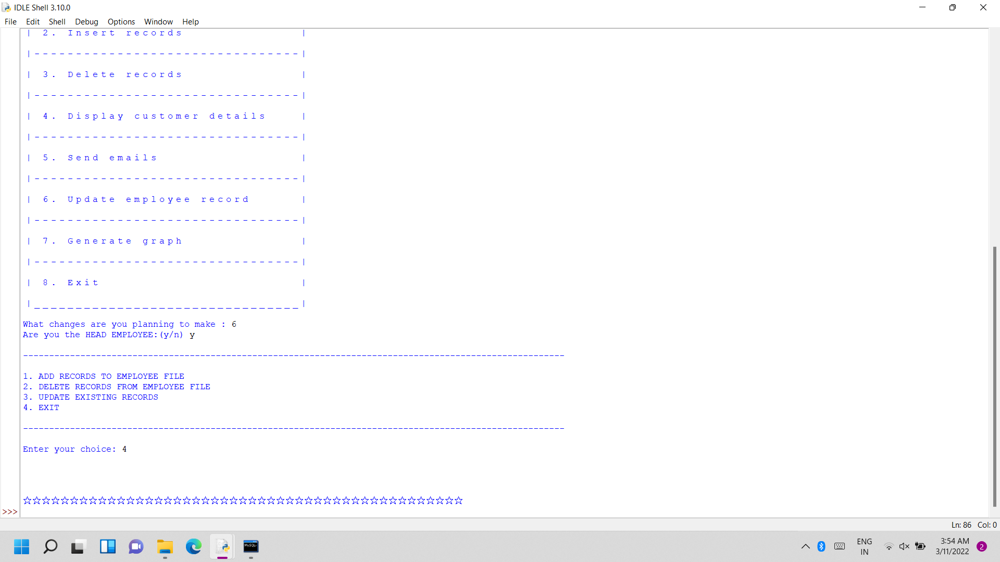 IDLE Shell 3.10.0
File Edit Shell Debug Options Window Help
| 2. Insert records |
|--------------------------------|
| 3. Delete records |
|--------------------------------|
| 4. Display customer details |
|--------------------------------|
| 5. Send emails |
|--------------------------------|
| 6. Update employee record |
|--------------------------------|
| 7. Generate graph |
|--------------------------------|
| 8. Exit |
|________________________________|
What changes are you planning to make : 6
Are you the HEAD EMPLOYEE:(y/n) y
--------------------------------------------------------------------------------------------------------
1. ADD RECORDS TO EMPLOYEE FILE
2. DELETE RECORDS FROM EMPLOYEE FILE
3. UPDATE EXISTING RECORDS
4. EXIT
--------------------------------------------------------------------------------------------------------
Enter your choice: 4
☆☆☆☆☆☆☆☆☆☆☆☆☆☆☆☆☆☆☆☆☆☆☆☆☆☆☆☆☆☆☆☆☆☆☆☆☆☆☆☆☆☆☆☆☆☆☆
>>>
Ln: 86 Col: 0
MySQL
ENG
IN
3:54 AM
3/11/2022
2